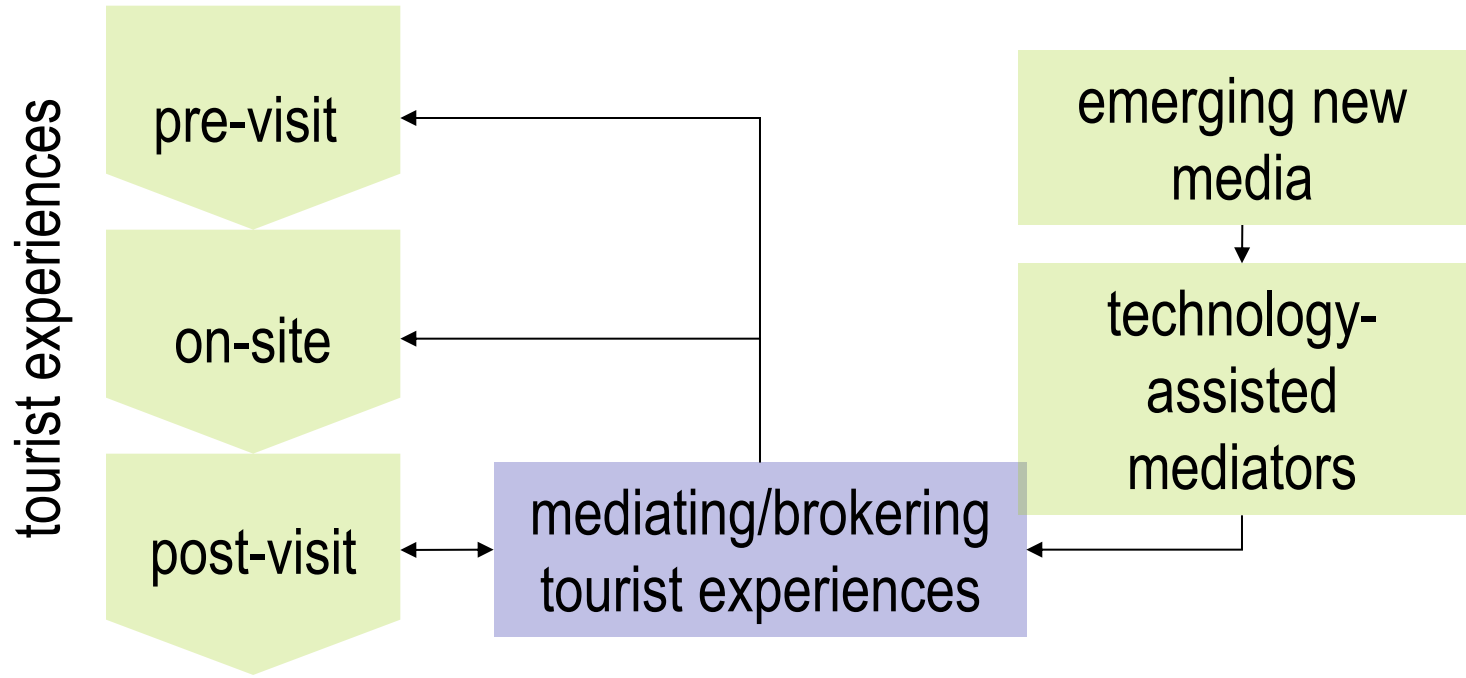 tourist experiences
pre-visit
on-site
post-visit
mediating/brokering
tourist experiences
emerging new
media
technology-
assisted
mediators